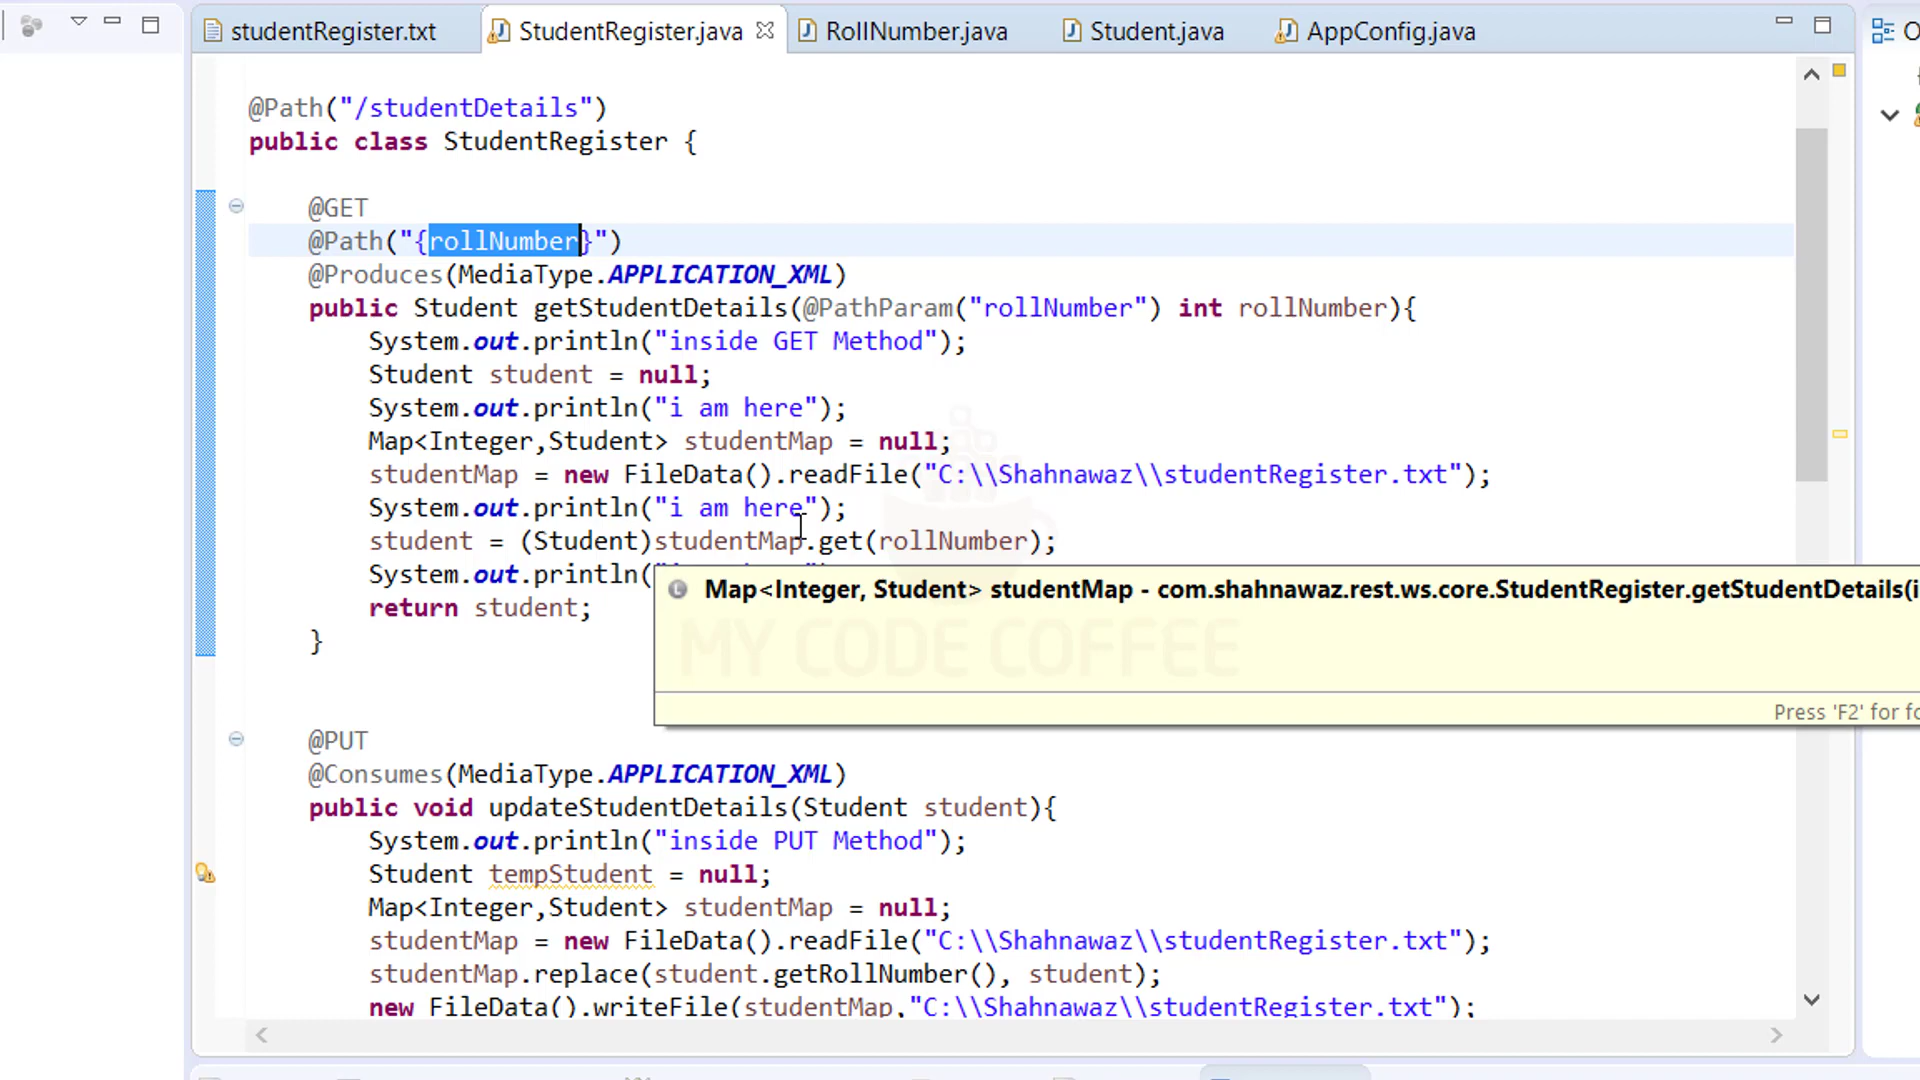 studentRegister.txt StudentRegister.java RollNumber.java Student.java AppConfig.java
@Path("/studentDetails")
public class StudentRegister {
@GET
@Path("{rollNumber}")
@Produces(MediaType.APPLICATION_XML)
public Student getStudentDetails(@PathParam("rollNumber") int rollNumber){
System.out.println("inside GET Method");
Student student = null;
System.out.println("i am here");
Map<Integer,Student> studentMap = null;
studentMap = new FileData().readFile("C:\\Shahnawaz\\studentRegister.txt");
System.out.println("i am here");
student = (Student)studentMap.get(rollNumber);
System.out.println(
Map<Integer, Student> studentMap - com.shahnawaz.rest.ws.core.StudentRegister.getStudentDetails(i
return student;
}
MY CODE COFFEE
Press 'F2' for fo
@PUT
@Consumes(MediaType.APPLICATION_XML)
public void updateStudentDetails(Student student){
System.out.println("inside PUT Method");
Student tempStudent = null;
Map<Integer,Student> studentMap = null;
studentMap = new FileData().readFile("C:\\Shahnawaz\\studentRegister.txt");
studentMap.replace(student.getRollNumber(), student);
new FileData().writeFile(studentMap,"C:\\Shahnawaz\\studentRegister.txt");